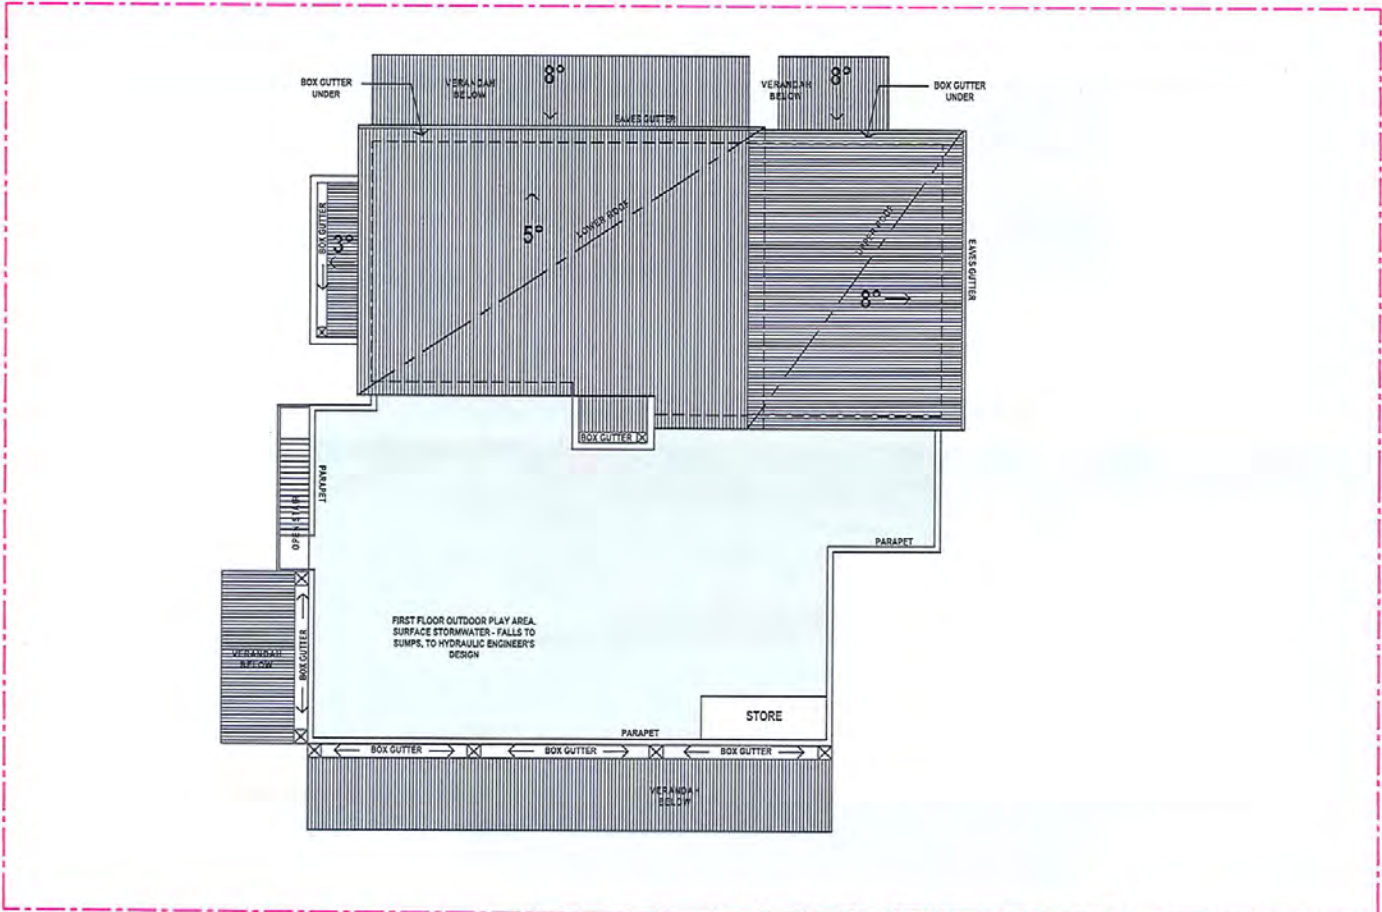 BOX GUTTER
UNDER
VERANDAH
BELOW
8°
VERANDAH
BELOW
8°
BOX GUTTER
UNDER
EAVES GUTTER
BOX GUTTER
3°
5°
LOWER ROOF
UPPER ROOF
8°
EAVES GUTTER
BOX GUTTER
PARAPET
OPEN STAIR
PARAPET
FIRST FLOOR OUTDOOR PLAY AREA.
SURFACE STORMWATER - FALLS TO
SUMPS, TO HYDRAULIC ENGINEER'S
DESIGN
VERANDAH
BELOW
BOX GUTTER
STORE
PARAPET
BOX GUTTER
BOX GUTTER
BOX GUTTER
VERANDAH
BELOW